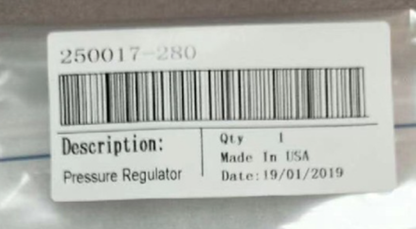 250017-280
Description:
Pressure Regulator
Qty 1
Made In USA
Date:19/01/2019